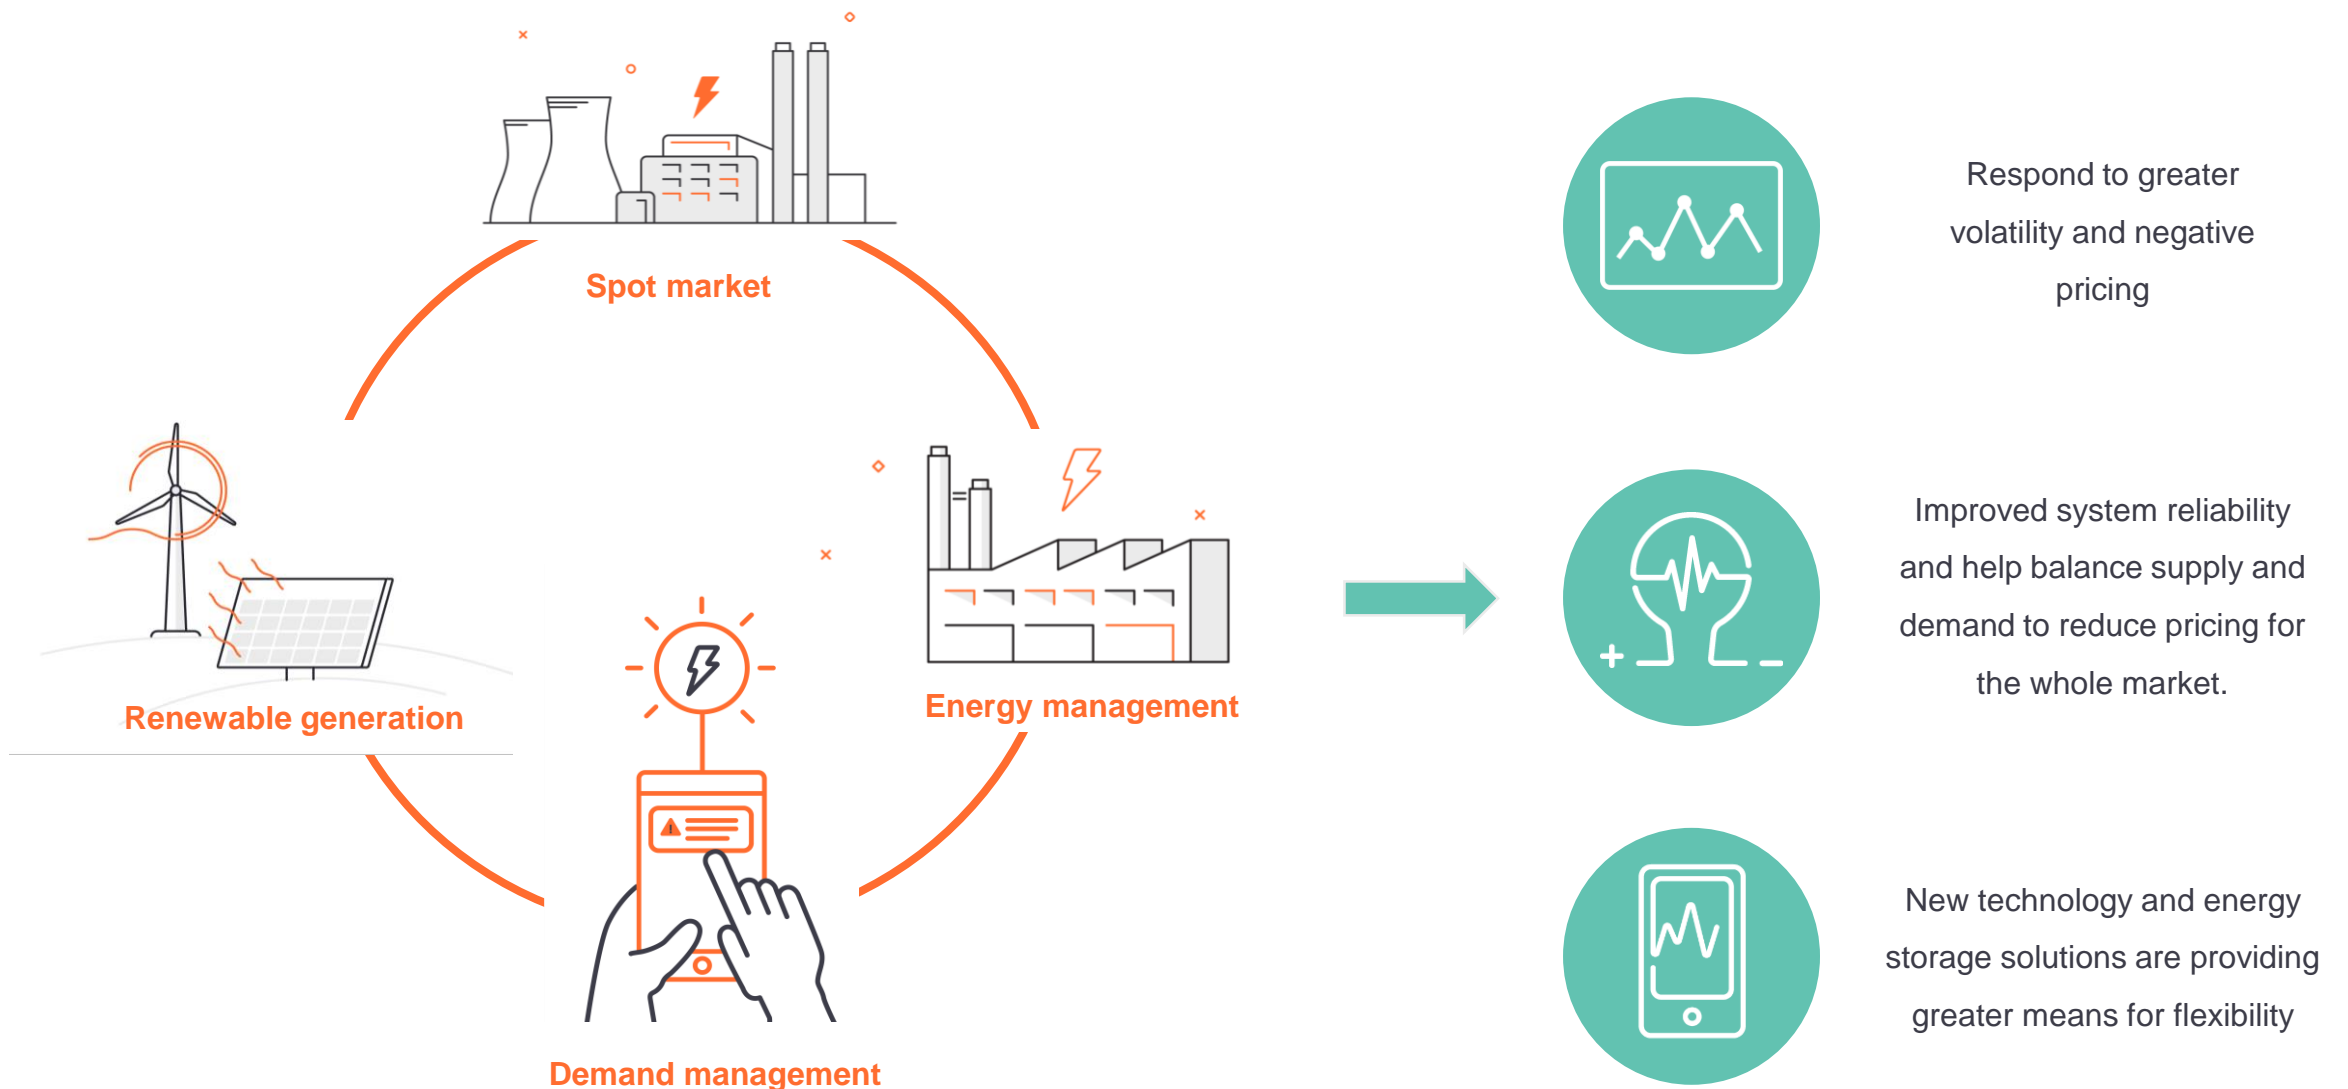 Spot market
Renewable generation
Energy management
Demand management
Respond to greater
volatility and negative
pricing
Improved system reliability
and help balance supply and
demand to reduce pricing for
the whole market.
New technology and energy
storage solutions are providing
greater means for flexibility